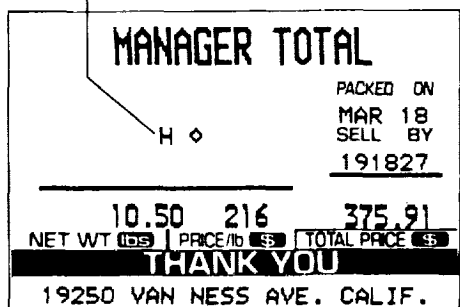 MANAGER TOTAL
PACKED ON
MAR 18
SELL BY
H ◇
191827
10.50 216 375.91
NET WT lbs PRICE/lb $ TOTAL PRICE $
THANK YOU
19250 VAN NESS AVE. CALIF.